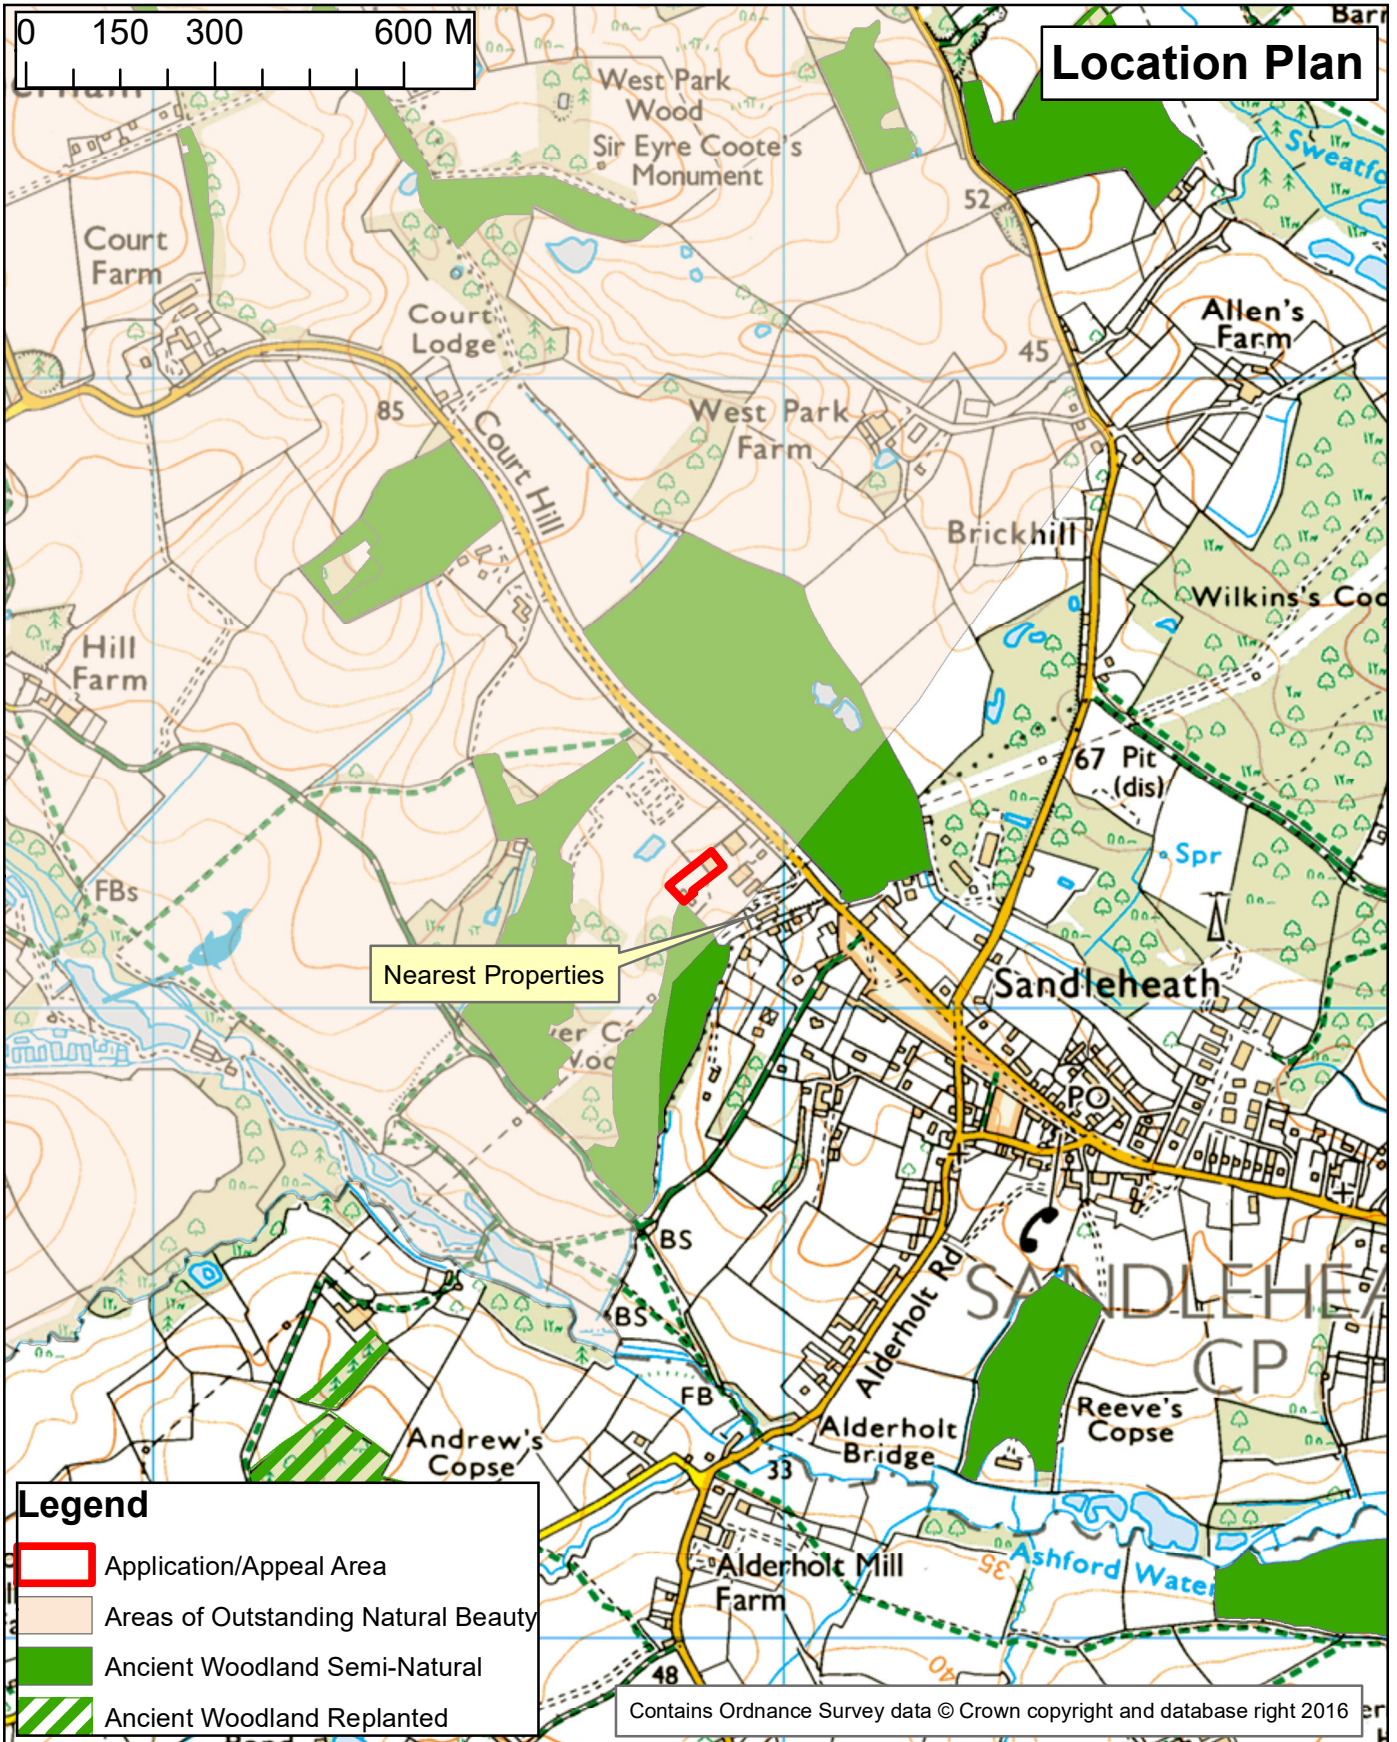 0 150 300 600 M
Location Plan
West Park
Wood
Sir Eyre Coote's
Monument
52
Court
Farm
Court
Lodge
Allen's
Farm
45
85
Court Hill
West Park
Farm
Brickhill
Hill
Farm
67
Pit
(dis)
Spr
FBs
Nearest Properties
Sandleheath
PO
BS
BS
Alderholt Rd
CP
FB
Alderholt
Bridge
Reeve's
Copse
Andrew's
Copse
33
Alderholt Mill
Farm
35
Ashford Water
40
48
Legend
Application/Appeal Area
Areas of Outstanding Natural Beauty
Ancient Woodland Semi-Natural
Ancient Woodland Replanted
Contains Ordnance Survey data © Crown copyright and database right 2016